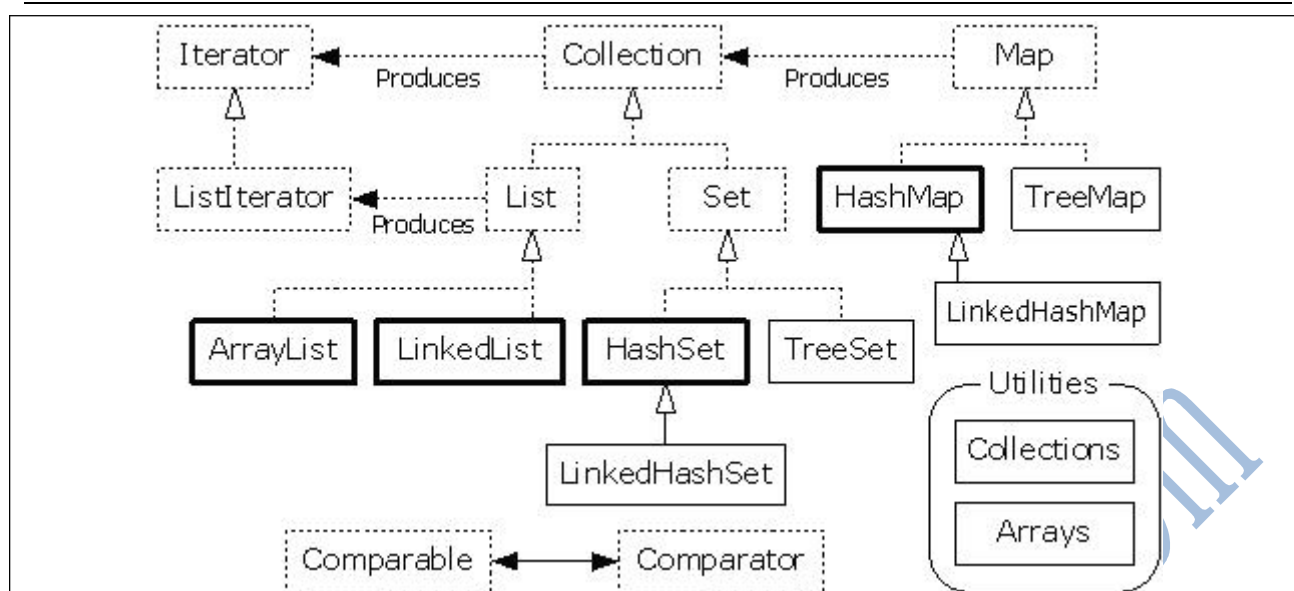 Iterator
Collection
Map
Produces
Produces
ListIterator
List
Set
HashMap
TreeMap
Produces
LinkedHashMap
ArrayList
LinkedList
HashSet
TreeSet
Utilities
Collections
LinkedHashSet
Arrays
Comparable
Comparator